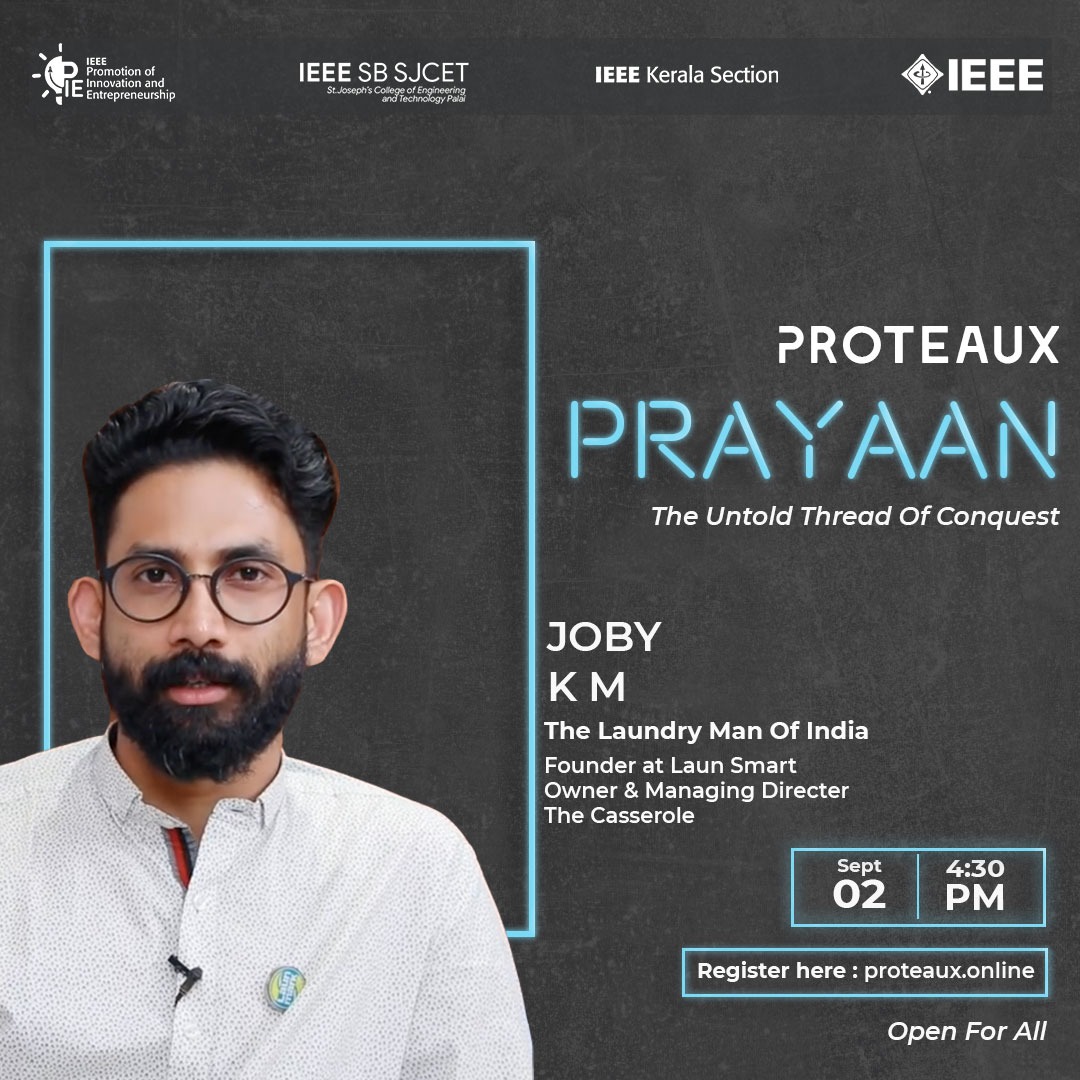 IEEE
Promotion of
Innovation and
Entrepreneurship
PIE
IEEE SB SJCET
St.Joseph's College of Engineering
and Technology Palai
IEEE Kerala Section
IEEE
PROTEAUX
PRAYAAN
The Untold Thread Of Conquest
JOBY
K M
The Laundry Man Of India
Founder at Laun Smart
Owner & Managing Directer
The Casserole
Sept
02
4:30
PM
Register here : proteaux.online
Open For All